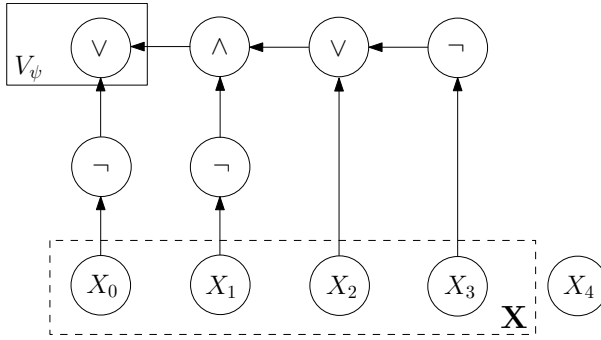 ∨ ∧ ∨ ¬
V_ψ
¬ ¬
X_0 X_1 X_2 X_3 X_4
X